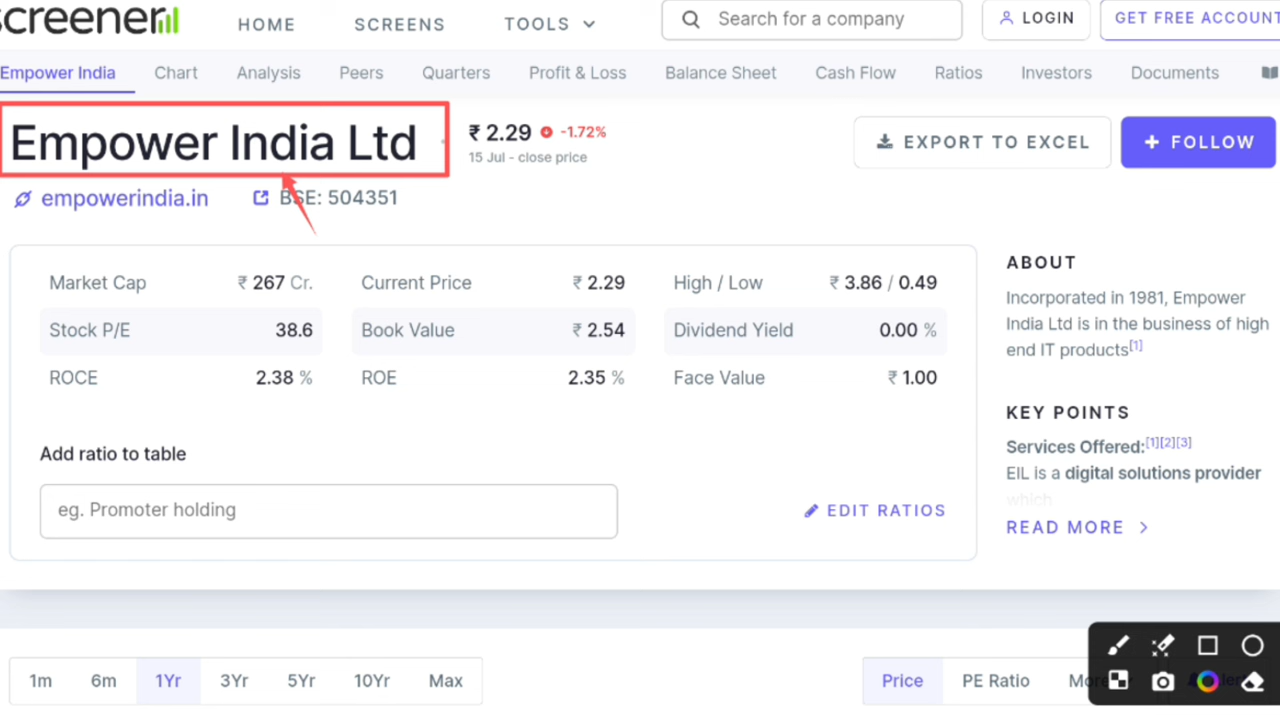 screener
HOME SCREENS TOOLS
Search for a company
LOGIN
GET FREE ACCOUNT
Empower India Chart Analysis Peers Quarters Profit & Loss Balance Sheet Cash Flow Ratios Investors Documents
Empower India Ltd
₹ 2.29 -1.72%
15 Jul - close price
EXPORT TO EXCEL
+ FOLLOW
empowerindia.in
BSE: 504351
Market Cap ₹ 267 Cr. Current Price ₹ 2.29 High / Low ₹ 3.86 / 0.49
Stock P/E 38.6 Book Value ₹ 2.54 Dividend Yield 0.00 %
ROCE 2.38 % ROE 2.35 % Face Value ₹ 1.00
Add ratio to table
eg. Promoter holding
EDIT RATIOS
ABOUT
Incorporated in 1981, Empower
India Ltd is in the business of high
end IT products[1]
KEY POINTS
Services Offered:[1][2][3]
EIL is a digital solutions provider
which
READ MORE
1m 6m 1Yr 3Yr 5Yr 10Yr Max
Price PE Ratio